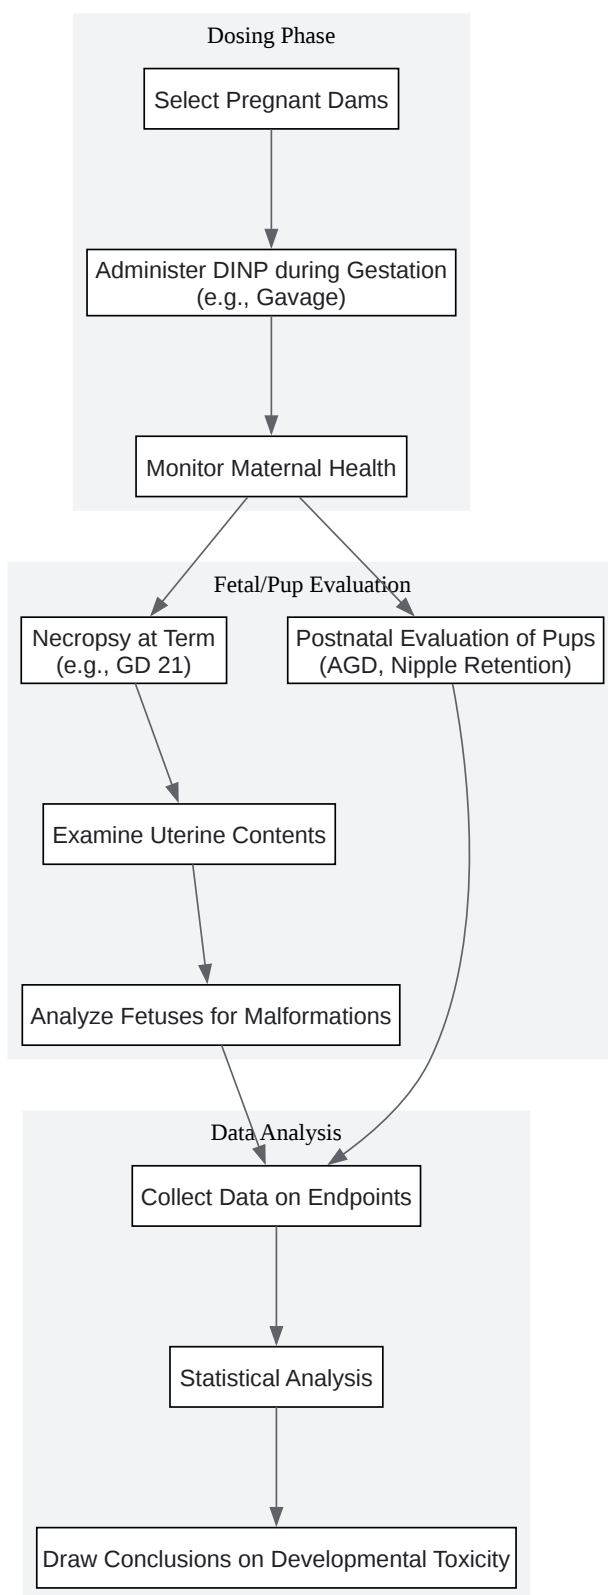 Dosing Phase
Select Pregnant Dams
Administer DINP during Gestation
(e.g., Gavage)
Monitor Maternal Health
Fetal/Pup Evaluation
Necropsy at Term
(e.g., GD 21)
Postnatal Evaluation of Pups
(AGD, Nipple Retention)
Examine Uterine Contents
Analyze Fetuses for Malformations
Data Analysis
Collect Data on Endpoints
Statistical Analysis
Draw Conclusions on Developmental Toxicity